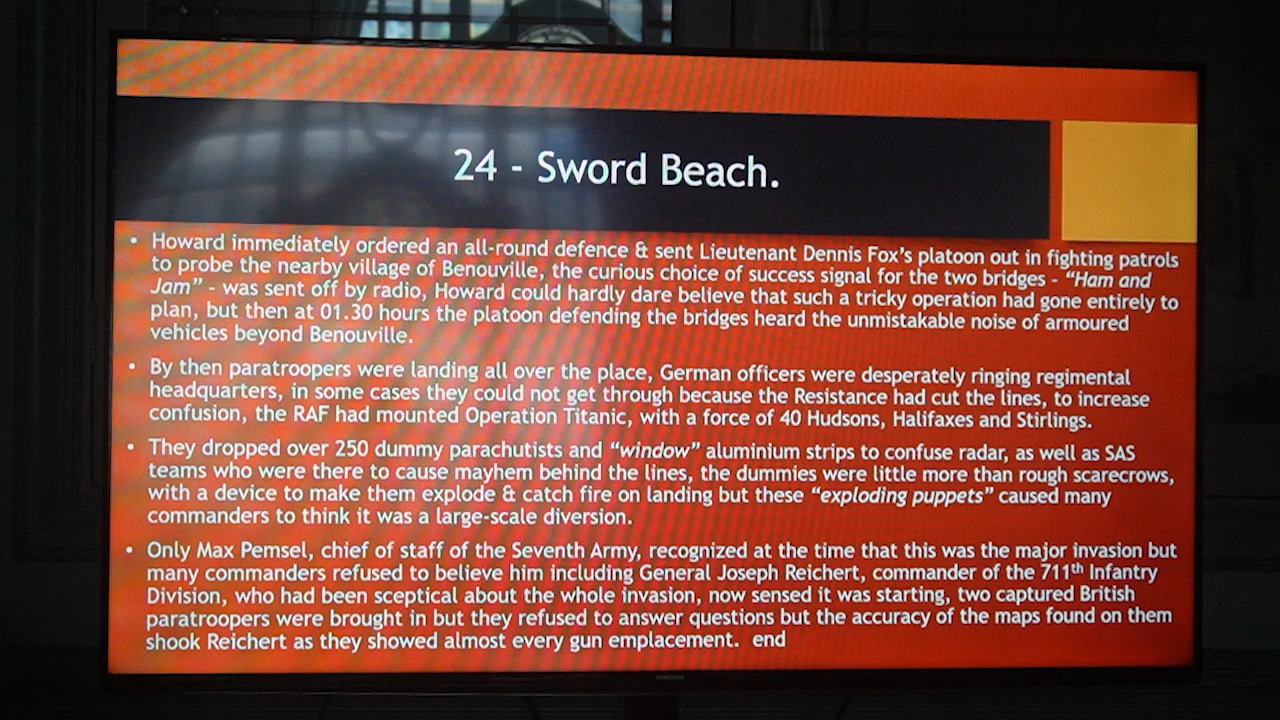 24 - Sword Beach.
• Howard immediately ordered an all-round defence & sent Lieutenant Dennis Fox's platoon out in fighting patrols
to probe the nearby village of Benouville, the curious choice of success signal for the two bridges - "Ham and
Jam" - was sent off by radio, Howard could hardly dare believe that such a tricky operation had gone entirely to
plan, but then at 01.30 hours the platoon defending the bridges heard the unmistakable noise of armoured
vehicles beyond Benouville.
• By then paratroopers were landing all over the place, German officers were desperately ringing regimental
headquarters, in some cases they could not get through because the Resistance had cut the lines, to increase
confusion, the RAF had mounted Operation Titanic, with a force of 40 Hudsons, Halifaxes and Stirlings.
• They dropped over 250 dummy parachutists and "window" aluminium strips to confuse radar, as well as SAS
teams who were there to cause mayhem behind the lines, the dummies were little more than rough scarecrows,
with a device to make them explode & catch fire on landing but these "exploding puppets" caused many
commanders to think it was a large-scale diversion.
• Only Max Pemsel, chief of staff of the Seventh Army, recognized at the time that this was the major invasion but
many commanders refused to believe him including General Joseph Reichert, commander of the 711th Infantry
Division, who had been sceptical about the whole invasion, now sensed it was starting, two captured British
paratroopers were brought in but they refused to answer questions but the accuracy of the maps found on them
shook Reichert as they showed almost every gun emplacement. end
SAMSUNG